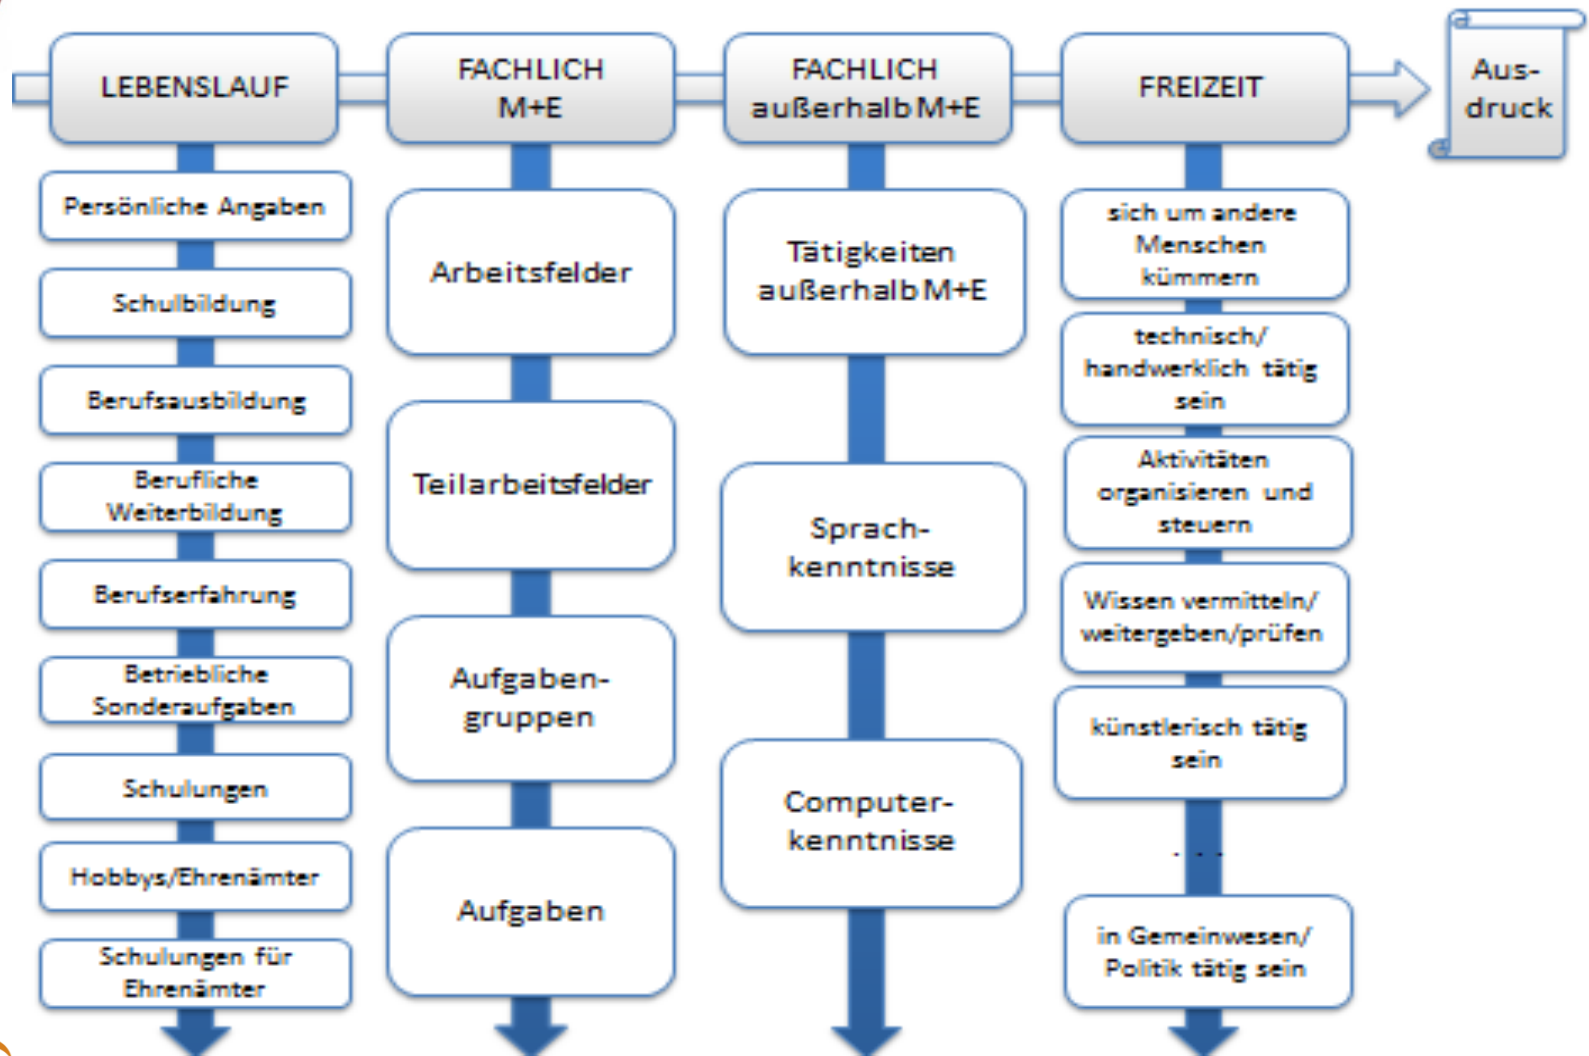 LEBENSLAUF
FACHLICH
M+E
FACHLICH
außerhalb M+E
FREIZEIT
Aus-
druck
Persönliche Angaben
Schulbildung
Berufsausbildung
Berufliche
Weiterbildung
Berufserfahrung
Betriebliche
Sonderaufgaben
Schulungen
Hobbys/Ehrenämter
Schulungen für
Ehrenämter
Arbeitsfelder
Teilarbeitsfelder
Aufgaben-
gruppen
Aufgaben
Tätigkeiten
außerhalb M+E
Sprach-
kenntnisse
Computer-
kenntnisse
sich um andere
Menschen
kümmern
technisch/
handwerklich tätig
sein
Aktivitäten
organisieren und
steuern
Wissen vermitteln/
weitergeben/prüfen
künstlerisch tätig
sein
...
in Gemeinwesen/
Politik tätig sein